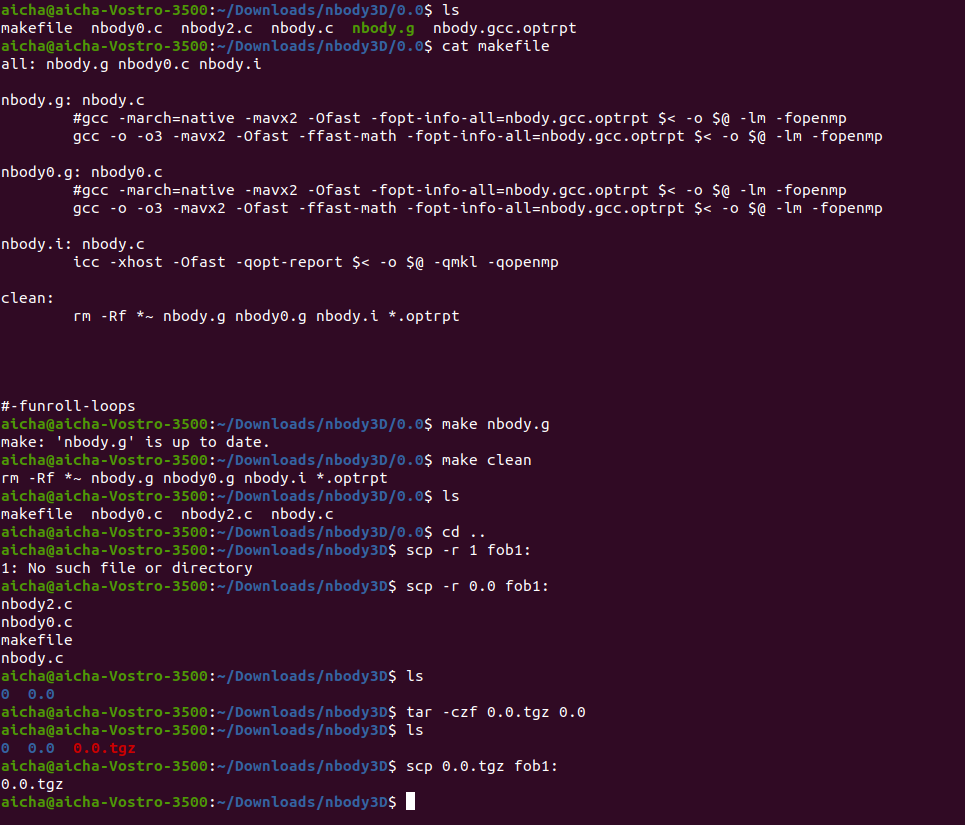 aicha@aicha-Vostro-3500:~/Downloads/nbody3D/0.0$ ls
makefile  nbody0.c  nbody2.c  nbody.c  nbody.g  nbody.gcc.optrpt
aicha@aicha-Vostro-3500:~/Downloads/nbody3D/0.0$ cat makefile
all: nbody.g nbody0.c nbody.i
nbody.g: nbody.c
        #gcc -march=native -mavx2 -Ofast -fopt-info-all=nbody.gcc.optrpt $< -o $@ -lm -fopenmp
        gcc -o -o3 -mavx2 -Ofast -ffast-math -fopt-info-all=nbody.gcc.optrpt $< -o $@ -lm -fopenmp
nbody0.g: nbody0.c
        #gcc -march=native -mavx2 -Ofast -fopt-info-all=nbody.gcc.optrpt $< -o $@ -lm -fopenmp
        gcc -o -o3 -mavx2 -Ofast -ffast-math -fopt-info-all=nbody.gcc.optrpt $< -o $@ -lm -fopenmp
nbody.i: nbody.c
        icc -xhost -Ofast -qopt-report $< -o $@ -qmkl -qopenmp
clean:
        rm -Rf *~ nbody.g nbody0.g nbody.i *.optrpt
#-funroll-loops
aicha@aicha-Vostro-3500:~/Downloads/nbody3D/0.0$ make nbody.g
make: 'nbody.g' is up to date.
aicha@aicha-Vostro-3500:~/Downloads/nbody3D/0.0$ make clean
rm -Rf *~ nbody.g nbody0.g nbody.i *.optrpt
aicha@aicha-Vostro-3500:~/Downloads/nbody3D/0.0$ ls
makefile  nbody0.c  nbody2.c  nbody.c
aicha@aicha-Vostro-3500:~/Downloads/nbody3D/0.0$ cd ..
aicha@aicha-Vostro-3500:~/Downloads/nbody3D$ scp -r 1 fob1:
1: No such file or directory
aicha@aicha-Vostro-3500:~/Downloads/nbody3D$ scp -r 0.0 fob1:
nbody2.c
nbody0.c
makefile
nbody.c
aicha@aicha-Vostro-3500:~/Downloads/nbody3D$ ls
0  0.0
aicha@aicha-Vostro-3500:~/Downloads/nbody3D$ tar -czf 0.0.tgz 0.0
aicha@aicha-Vostro-3500:~/Downloads/nbody3D$ ls
0  0.0  0.0.tgz
aicha@aicha-Vostro-3500:~/Downloads/nbody3D$ scp 0.0.tgz fob1:
0.0.tgz
aicha@aicha-Vostro-3500:~/Downloads/nbody3D$